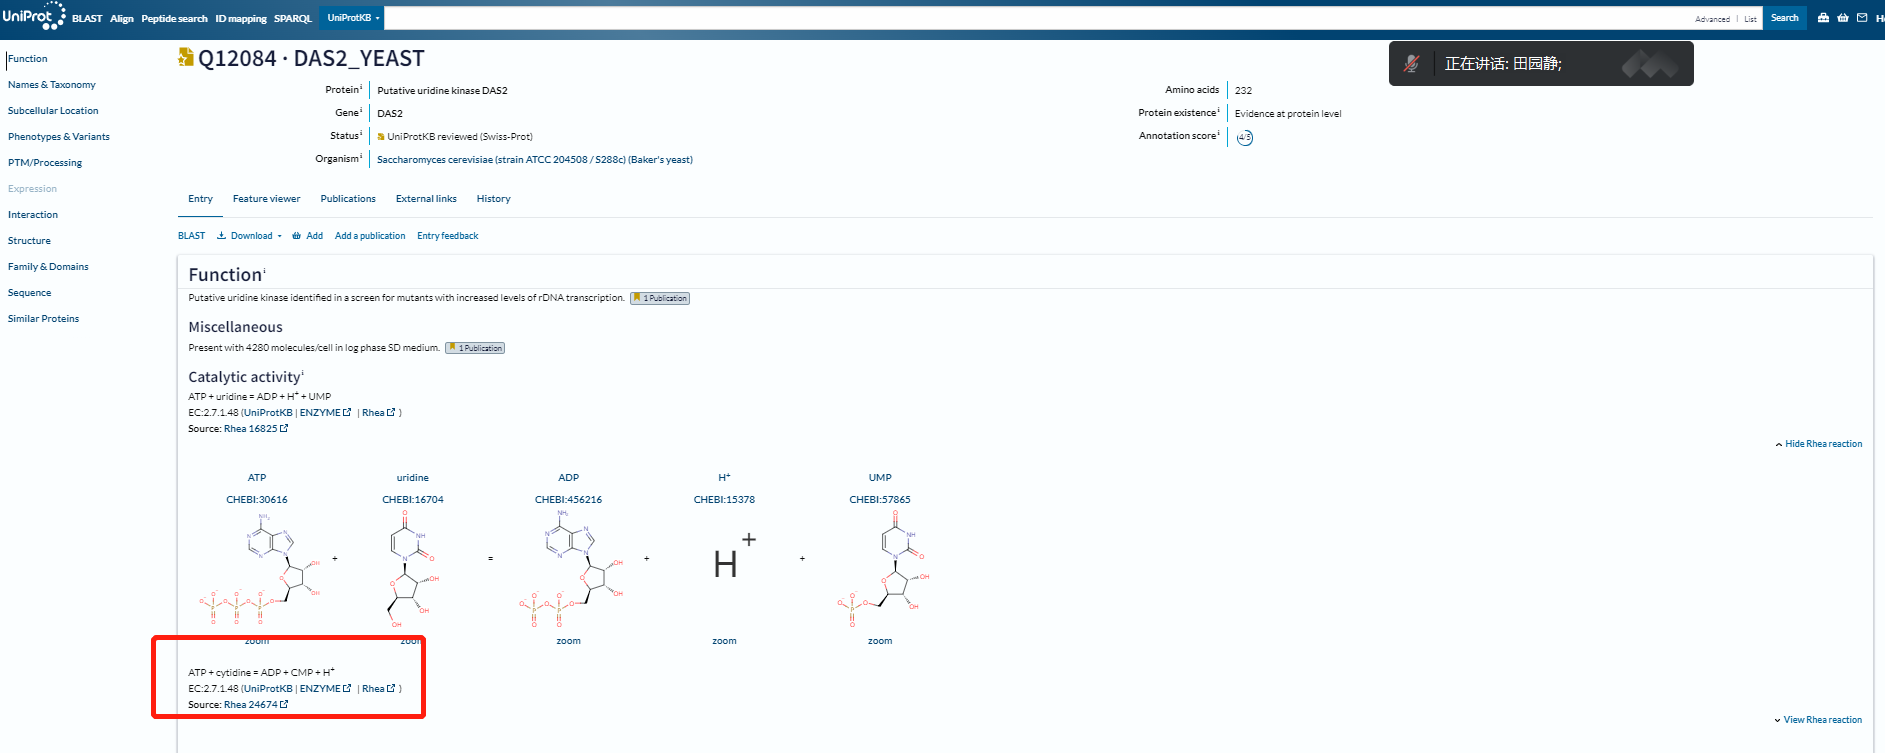 UniProt BLAST Align Peptide search ID mapping SPARQL UniProtKB Advanced | List Search
Function
Names & Taxonomy
Subcellular Location
Phenotypes & Variants
PTM/Processing
Expression
Interaction
Structure
Family & Domains
Sequence
Similar Proteins
Q12084 · DAS2_YEAST
正在讲话: 田园静;
Protein i Putative uridine kinase DAS2
Gene i DAS2
Status i UniProtKB reviewed (Swiss-Prot)
Organism i Saccharomyces cerevisiae (strain ATCC 204508 / S288c) (Baker's yeast)
Amino acids 232
Protein existence i Evidence at protein level
Annotation score i 4/5
Entry Feature viewer Publications External links History
BLAST Download Add Add a publication Entry feedback
Function i
Putative uridine kinase identified in a screen for mutants with increased levels of rDNA transcription. 1 Publication
Miscellaneous
Present with 4280 molecules/cell in log phase SD medium. 1 Publication
Catalytic activity i
ATP + uridine = ADP + H+ + UMP
EC:2.7.1.48 (UniProtKB | ENZYME | Rhea )
Source: Rhea 16825
Hide Rhea reaction
ATP uridine ADP H+ UMP
CHEBI:30616 CHEBI:16704 CHEBI:456216 CHEBI:15378 CHEBI:57865
+ = + H+ +
zoom zoom zoom zoom zoom
ATP + cytidine = ADP + CMP + H+
EC:2.7.1.48 (UniProtKB | ENZYME | Rhea )
Source: Rhea 24674
View Rhea reaction